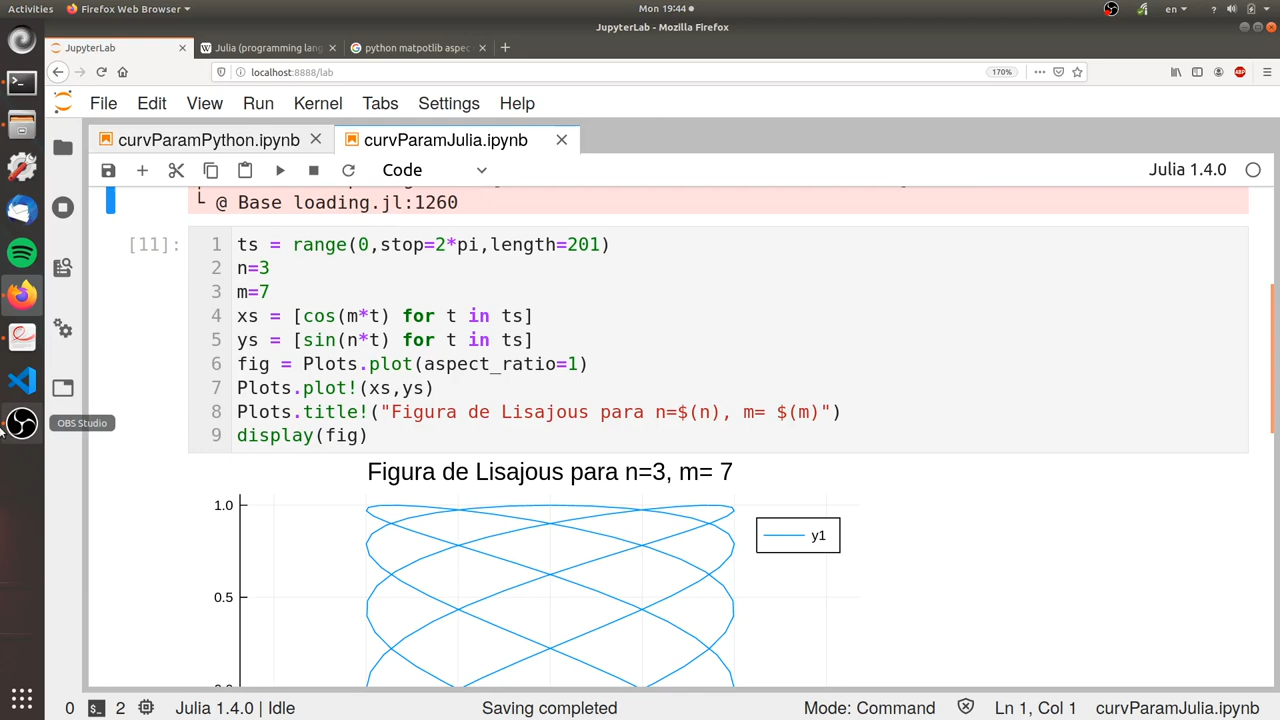 Activities Firefox Web Browser Mon 19:44 en ?
JupyterLab - Mozilla Firefox
JupyterLab × W Julia (programming lang × G python matpotlib aspec × +
localhost:8888/lab 170% ABP
File Edit View Run Kernel Tabs Settings Help
curvParamPython.ipynb × curvParamJulia.ipynb ×
Code Julia 1.4.0
└ @ Base loading.jl:1260
[11]: 1 ts = range(0,stop=2*pi,length=201)
2 n=3
3 m=7
4 xs = [cos(m*t) for t in ts]
5 ys = [sin(n*t) for t in ts]
6 fig = Plots.plot(aspect_ratio=1)
7 Plots.plot!(xs,ys)
8 Plots.title!("Figura de Lisajous para n=$(n), m= $(m)")
9 display(fig)
OBS Studio
Figura de Lisajous para n=3, m= 7
1.0
y1
0.5
0 2 Julia 1.4.0 | Idle Saving completed Mode: Command Ln 1, Col 1 curvParamJulia.ipynb